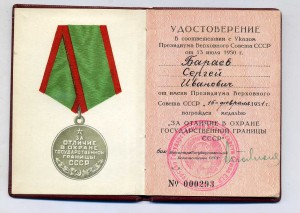 ЗА
ОТЛИЧИЕ
В ОХРАНЕ
ГОСУДАРСТВЕННОЙ
ГРАНИЦЫ
СССР
УДОСТОВЕРЕНИЕ
В соответствии с Указом
Президиума Верховного Совета СССР
от 13 июля 1950 г.
Бараев
Сергей
Иванович
от имени Президиума Верховного
Совета СССР „16” февраля 1951 г.
награжден медалью
„ЗА ОТЛИЧИЕ В ОХРАНЕ
ГОСУДАРСТВЕННОЙ ГРАНИЦЫ
СССР”
№ 000293